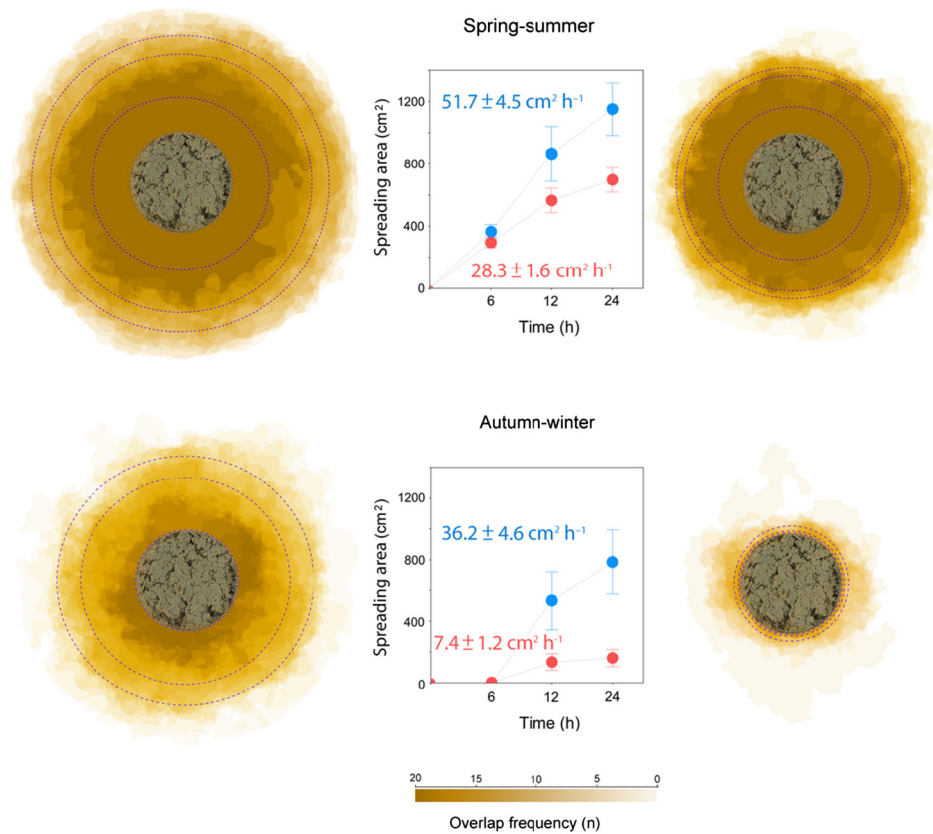 Spring-summer
51.7 ± 4.5 cm² h⁻¹
1200
800
400
0
Spreading area (cm²)
28.3 ± 1.6 cm² h⁻¹
6 12 24
Time (h)
Autumn-winter
36.2 ± 4.6 cm² h⁻¹
1200
800
400
0
Spreading area (cm²)
7.4 ± 1.2 cm² h⁻¹
6 12 24
Time (h)
20 15 10 5 0
Overlap frequency (n)